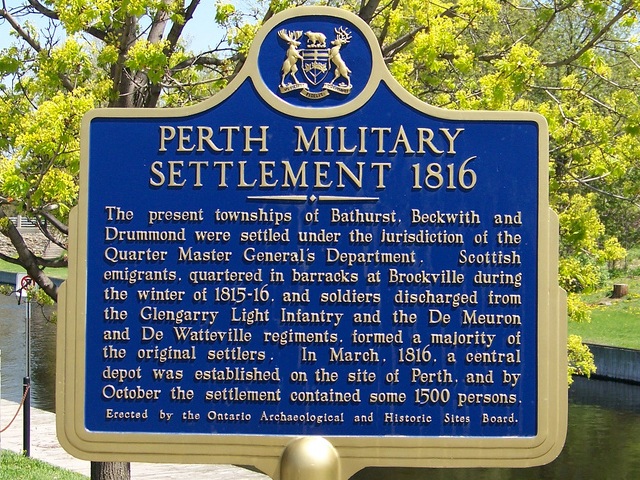 PERTH MILITARY
SETTLEMENT 1816
The present townships of Bathurst, Beckwith and
Drummond were settled under the jurisdiction of the
Quarter Master General's Department. Scottish
emigrants, quartered in barracks at Brockville during
the winter of 1815-16, and soldiers discharged from
the Glengarry Light Infantry and the De Meuron
and De Watteville regiments, formed a majority of
the original settlers. In March, 1816, a central
depot was established on the site of Perth, and by
October the settlement contained some 1500 persons.
Erected by the Ontario Archaeological and Historic Sites Board.